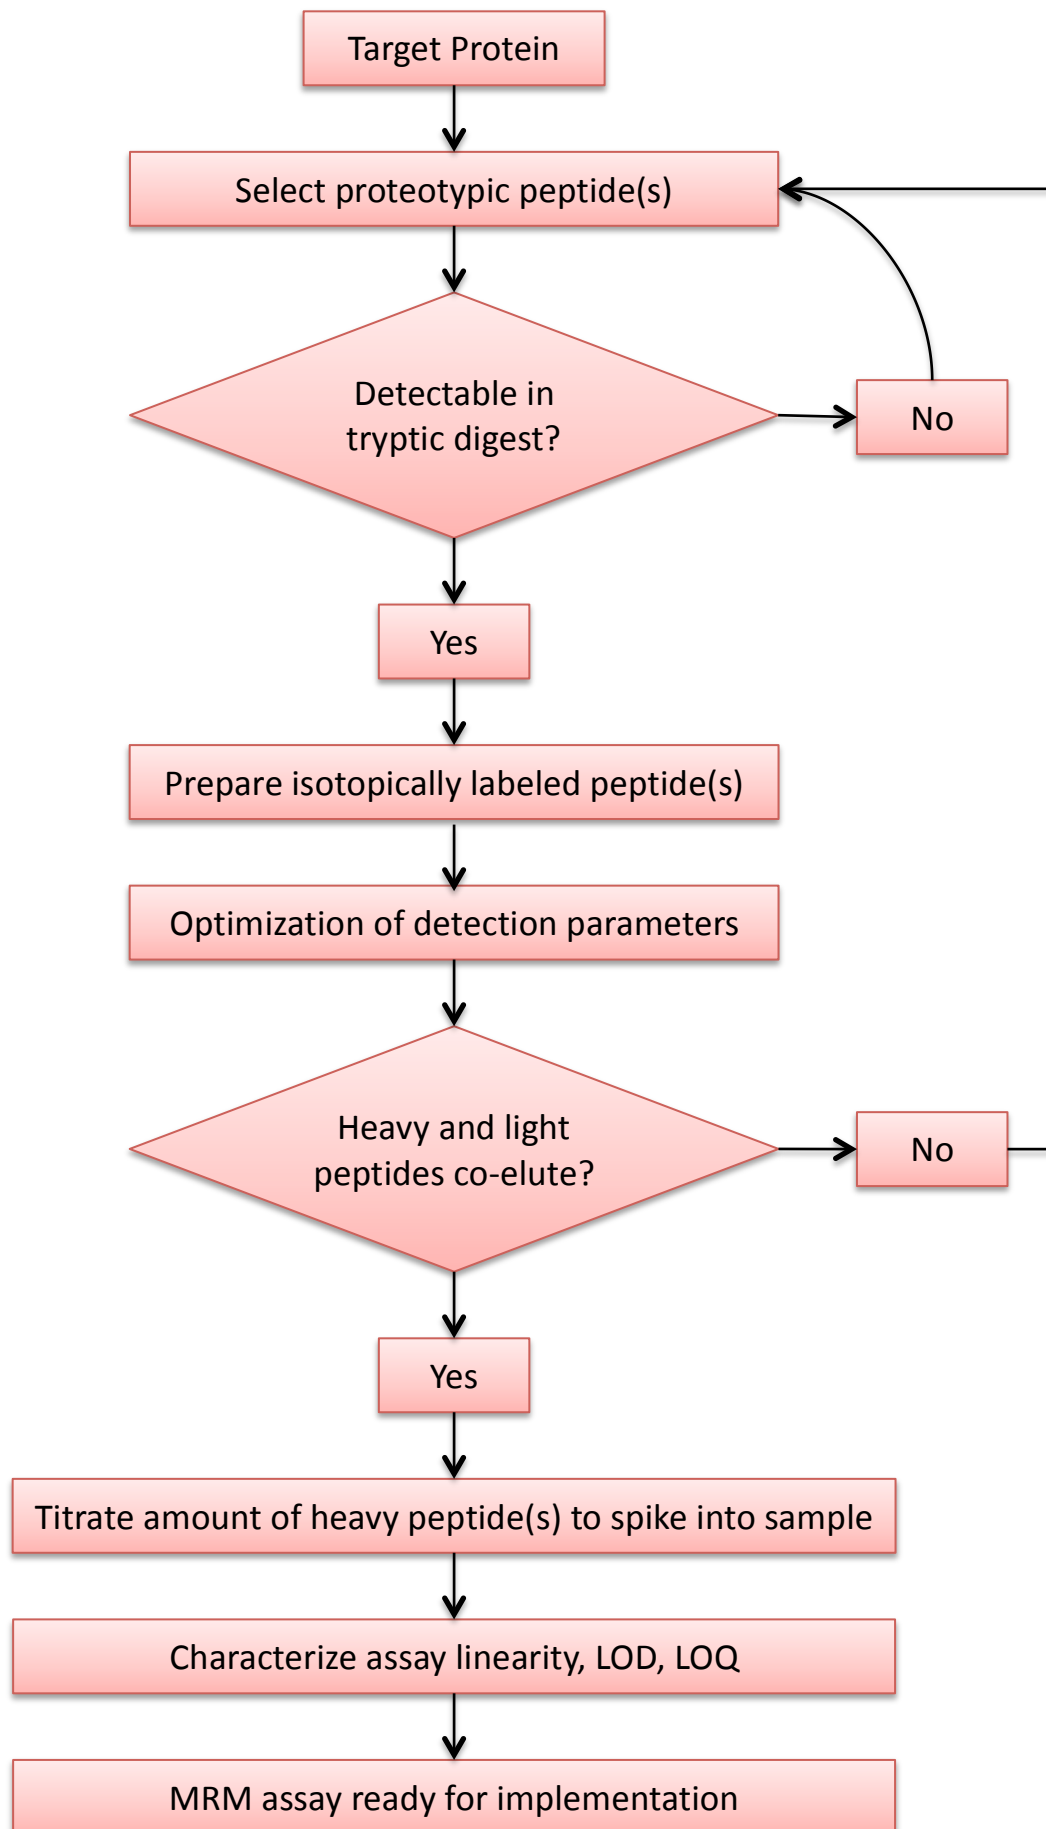 Target Protein
Select proteotypic peptide(s)
Detectable in
tryptic digest?
No
Yes
Prepare isotopically labeled peptide(s)
Optimization of detection parameters
Heavy and light
peptides co-elute?
No
Yes
Titrate amount of heavy peptide(s) to spike into sample
Characterize assay linearity, LOD, LOQ
MRM assay ready for implementation